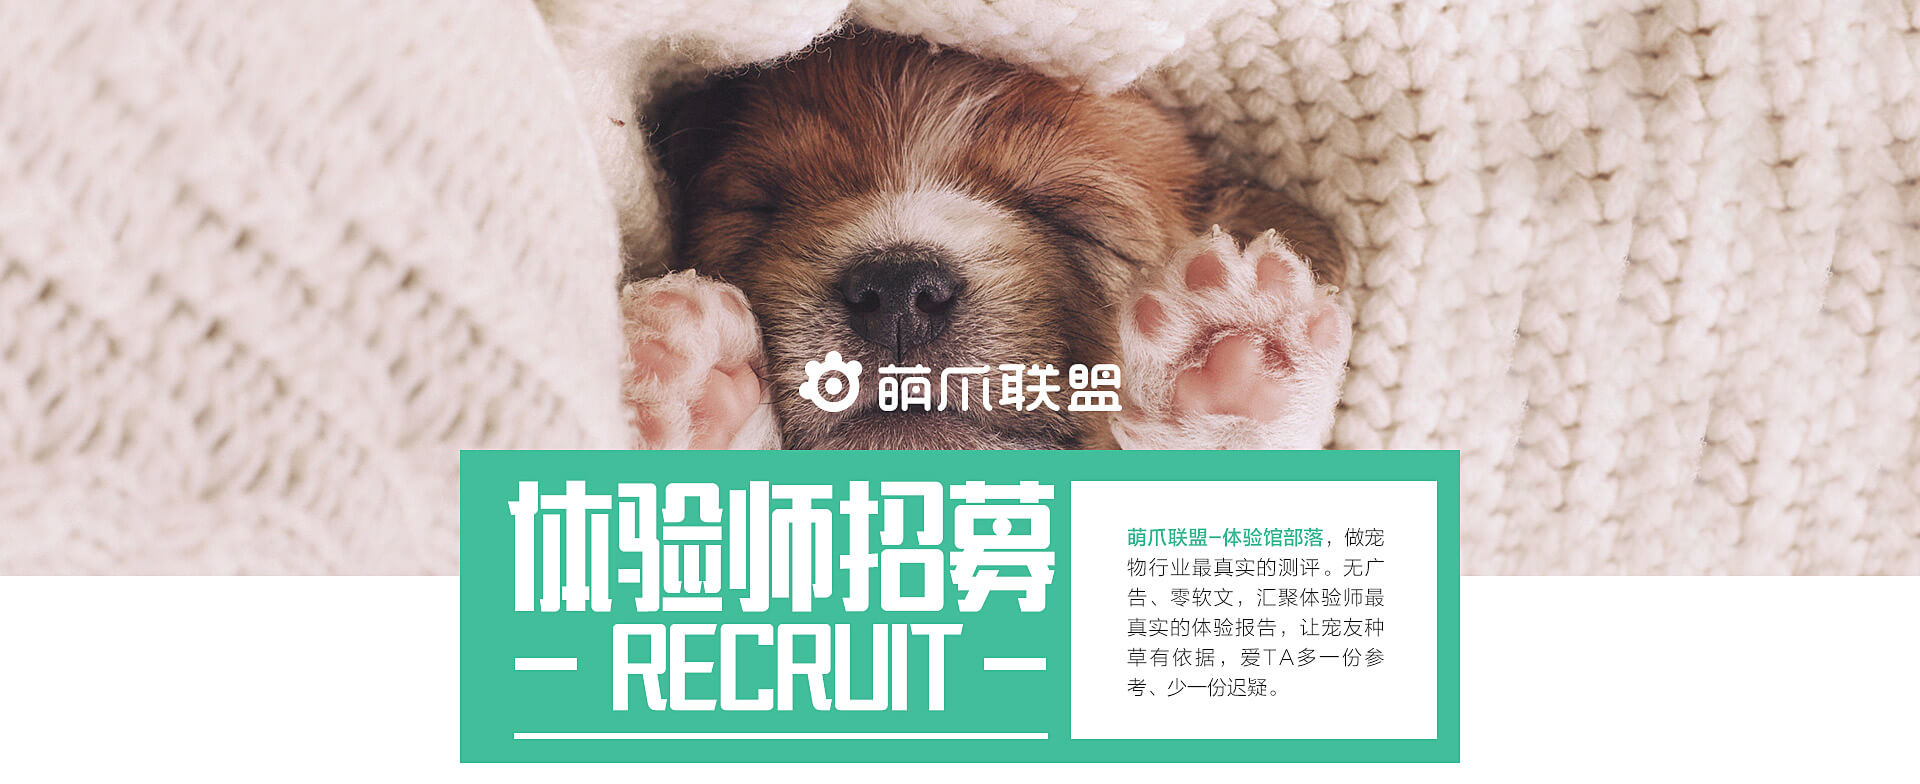 萌爪联盟
体验师招募
RECRUIT
萌爪联盟-体验馆部落，做宠
物行业最真实的测评。无广
告、零软文，汇聚体验师最
真实的体验报告，让宠友种
草有依据，爱TA多一份参
考、少一份迟疑。